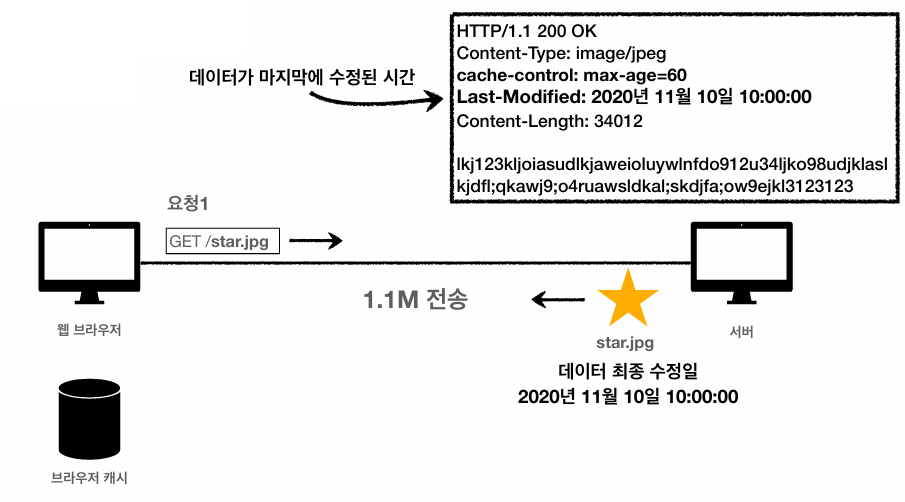 HTTP/1.1 200 OK
Content-Type: image/jpeg
cache-control: max-age=60
Last-Modified: 2020년 11월 10일 10:00:00
Content-Length: 34012
lkj123kljoiasudlkjaweioluywlnfdo912u34ljko98udjklasl
kjdfl;qkawj9;o4ruawsldkal;skdjfa;ow9ejkl3123123
데이터가 마지막에 수정된 시간
요청1
GET /star.jpg
1.1M 전송
웹 브라우저
서버
star.jpg
데이터 최종 수정일
2020년 11월 10일 10:00:00
브라우저 캐시